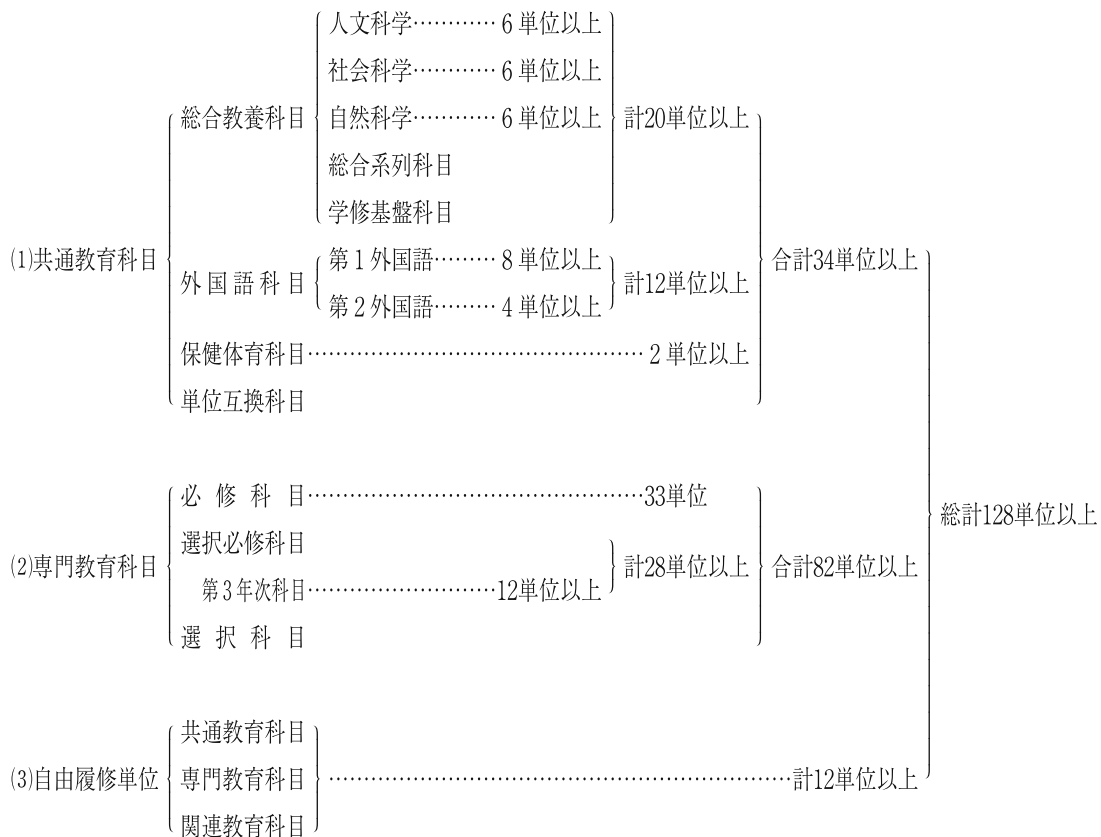 人文科学………… 6 単位以上
社会科学………… 6 単位以上
総合教養科目 自然科学………… 6 単位以上 計20単位以上
総合系列科目
学修基盤科目
⑴共通教育科目 第１外国語……… 8 単位以上 合計34単位以上
外国語科目 計12単位以上
第２外国語……… 4 単位以上
保健体育科目………………………………………… 2 単位以上
単位互換科目
必修科目…………………………………………33単位
総計128単位以上
選択必修科目
⑵専門教育科目 計28単位以上 合計82単位以上
第３年次科目………………………12単位以上
選択科目
共通教育科目
⑶自由履修単位 専門教育科目 …………………………………………………………計12単位以上
関連教育科目